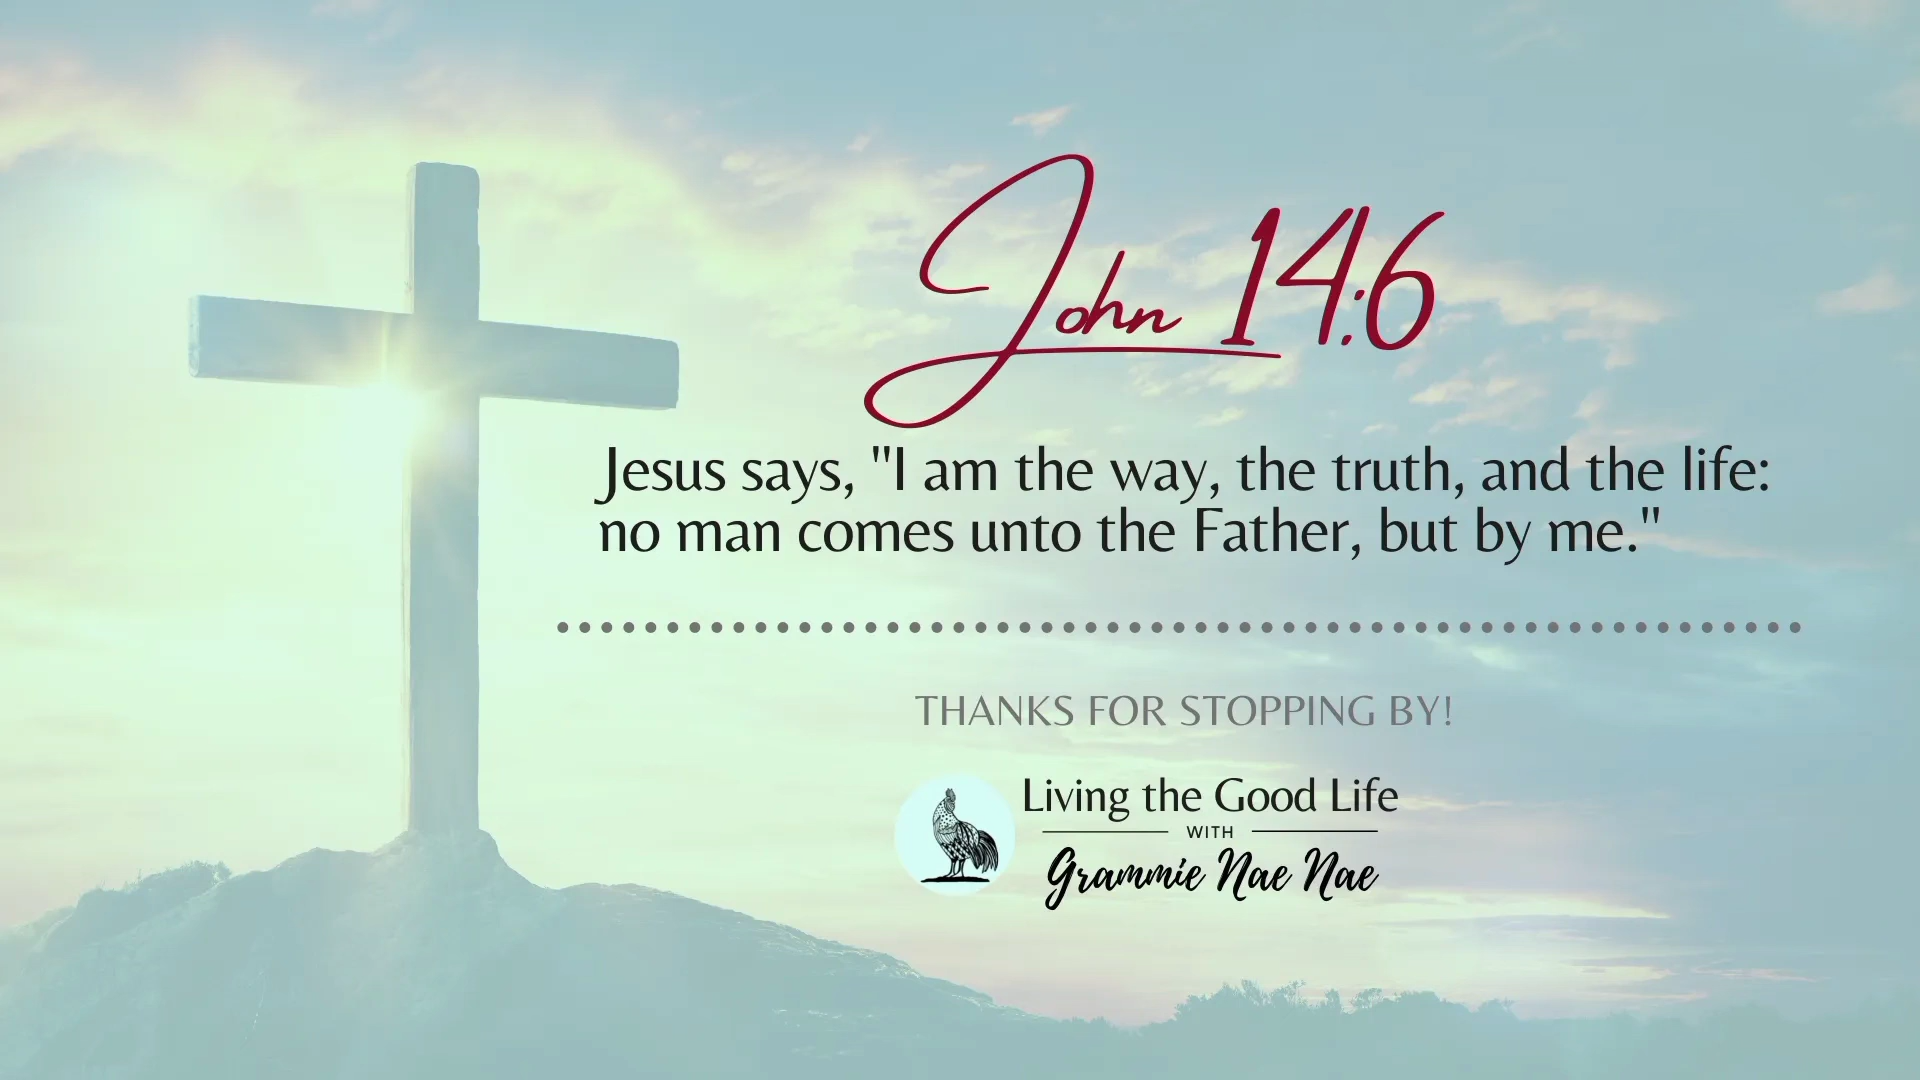 John 14:6
Jesus says, "I am the way, the truth, and the life:
no man comes unto the Father, but by me."
THANKS FOR STOPPING BY!
Living the Good Life
WITH
Grammie Nae Nae